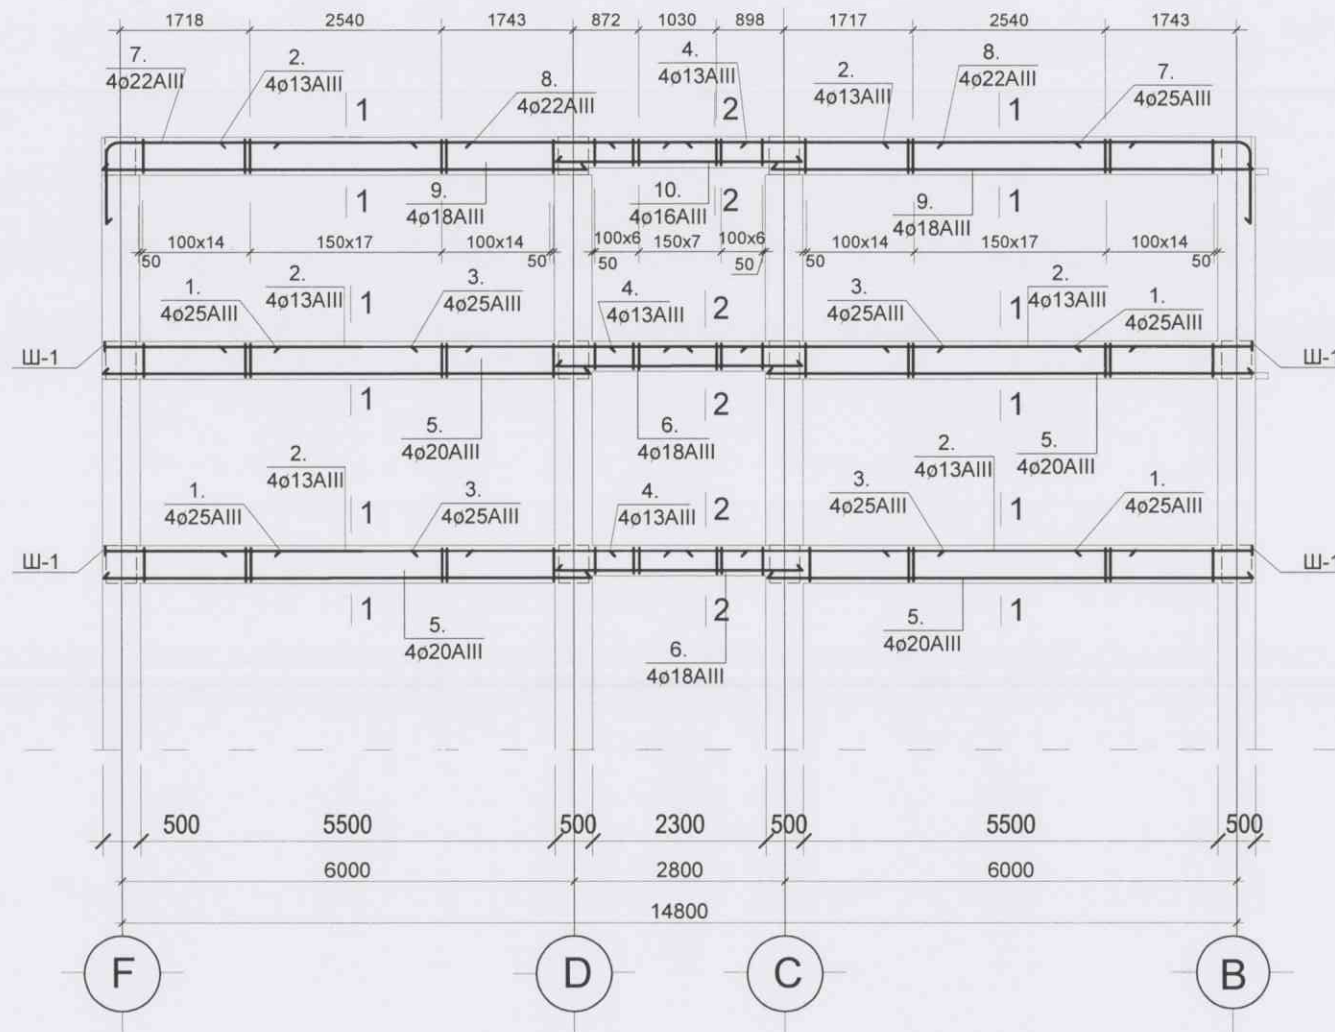 1718 2540 1743 872 1030 898 1717 2540 1743
7. 2. 8. 4. 2. 8. 7.
4ø22AIII 4ø13AIII 4ø22AIII 4ø13AIII 4ø13AIII 4ø22AIII 4ø25AIII
1 2 1
9. 10. 9.
4ø18AIII 4ø16AIII 4ø18AIII
1 2 1
100x14 150x17 100x14 100x6 150x7 100x6 100x14 150x17 100x14
50 50 50 50 50 50
1. 2. 3. 4. 3. 2. 1.
4ø25AIII 4ø13AIII 4ø25AIII 4ø13AIII 4ø25AIII 4ø13AIII 4ø25AIII
1 2 1
Ш-1 Ш-1
1 2 1
5. 6. 5.
4ø20AIII 4ø18AIII 4ø20AIII
1. 2. 3. 4. 3. 2. 1.
4ø25AIII 4ø13AIII 4ø25AIII 4ø13AIII 4ø25AIII 4ø13AIII 4ø25AIII
1 2 1
Ш-1 Ш-1
1 2 1
5. 6. 5.
4ø20AIII 4ø18AIII 4ø20AIII
500 5500 500 2300 500 5500 500
6000 2800 6000
14800
F D C B